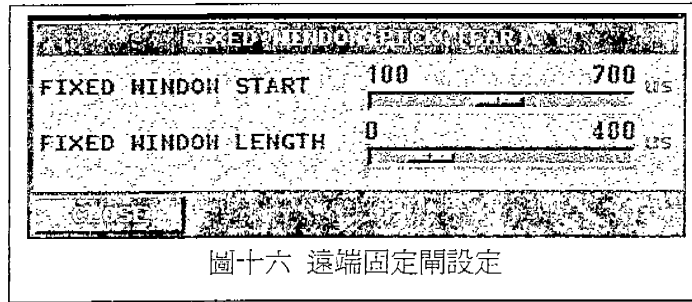 FIXED WINDOW PICK (FAR)
FIXED WINDOW START 100 700 us
FIXED WINDOW LENGTH 0 400 us
CLOSE
圖十六 遠端固定閘設定